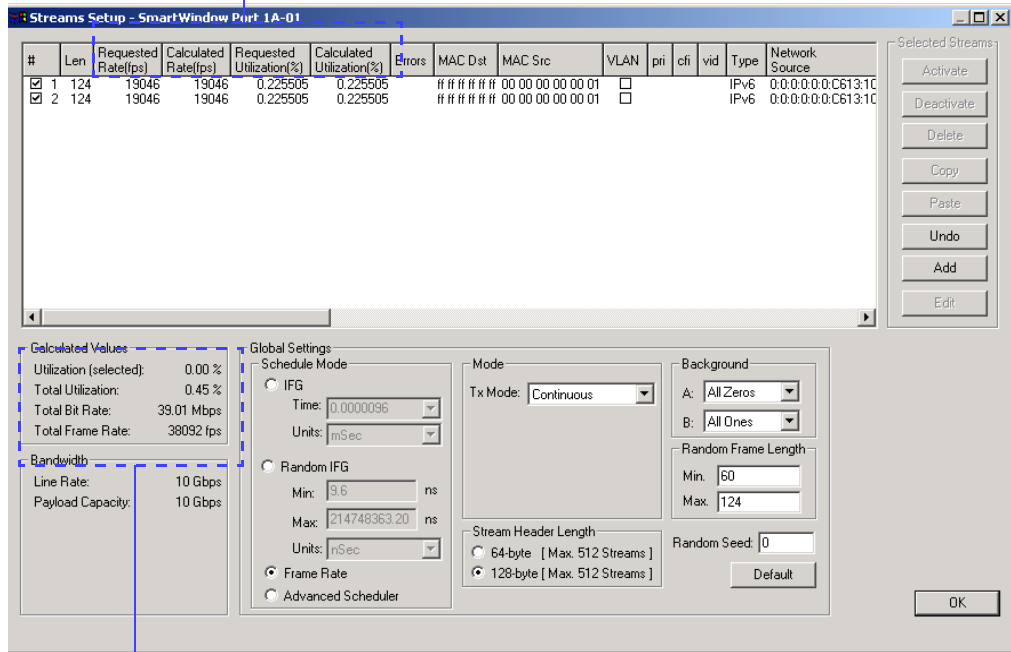 Streams Setup - SmartWindow Port 1A-01
# Len Requested Rate(fps) Calculated Rate(fps) Requested Utilization(%) Calculated Utilization(%) Errors MAC Dst MAC Src VLAN pri cfi vid Type Network Source
1 124 19046 19046 0.225505 0.225505 ff ff ff ff ff ff 00 00 00 00 00 01 IPv6 0:0:0:0:0:C613:1
2 124 19046 19046 0.225505 0.225505 ff ff ff ff ff ff 00 00 00 00 00 01 IPv6 0:0:0:0:0:C613:1
Selected Streams
Activate
Deactivate
Delete
Copy
Paste
Undo
Add
Edit
Calculated Values
Utilization (selected): 0.00 %
Total Utilization: 0.45 %
Total Bit Rate: 39.01 Mbps
Total Frame Rate: 38092 fps
Bandwidth
Line Rate: 10 Gbps
Payload Capacity: 10 Gbps
Global Settings
Schedule Mode
IFG
Time: 0.0000096
Units: mSec
Random IFG
Min: 9.6 ns
Max: 214748363.20 ns
Units: nSec
Frame Rate
Advanced Scheduler
Mode
Tx Mode: Continuous
Stream Header Length
64-byte [ Max. 512 Streams ]
128-byte [ Max. 512 Streams ]
Background
A: All Zeros
B: All Ones
Random Frame Length
Min. 60
Max. 124
Random Seed: 0
Default
OK